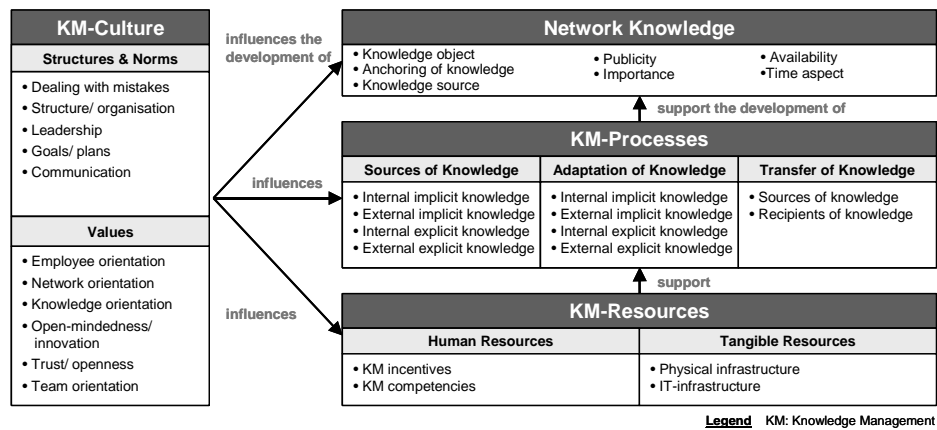 KM-Culture
Structures & Norms
• Dealing with mistakes
• Structure/ organisation
• Leadership
• Goals/ plans
• Communication
Values
• Employee orientation
• Network orientation
• Knowledge orientation
• Open-mindedness/
innovation
• Trust/ openness
• Team orientation
influences the
development of
influences
influences
Network Knowledge
• Knowledge object
• Anchoring of knowledge
• Knowledge source
• Publicity
• Importance
• Availability
•Time aspect
support the development of
KM-Processes
Sources of Knowledge
• Internal implicit knowledge
• External implicit knowledge
• Internal explicit knowledge
• External explicit knowledge
Adaptation of Knowledge
• Internal implicit knowledge
• External implicit knowledge
• Internal explicit knowledge
• External explicit knowledge
Transfer of Knowledge
• Sources of knowledge
• Recipients of knowledge
support
KM-Resources
Human Resources
• KM incentives
• KM competencies
Tangible Resources
• Physical infrastructure
• IT-infrastructure
Legend KM: Knowledge Management